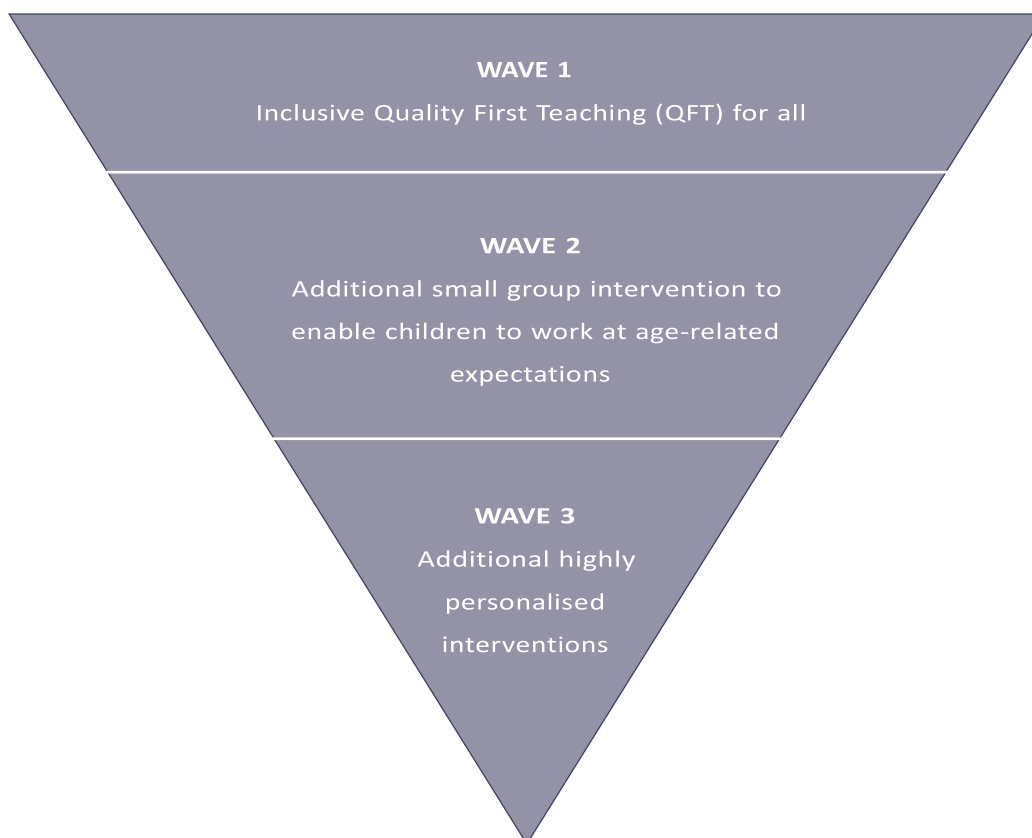 WAVE 1
Inclusive Quality First Teaching (QFT) for all
WAVE 2
Additional small group intervention to
enable children to work at age-related
expectations
WAVE 3
Additional highly
personalised
interventions